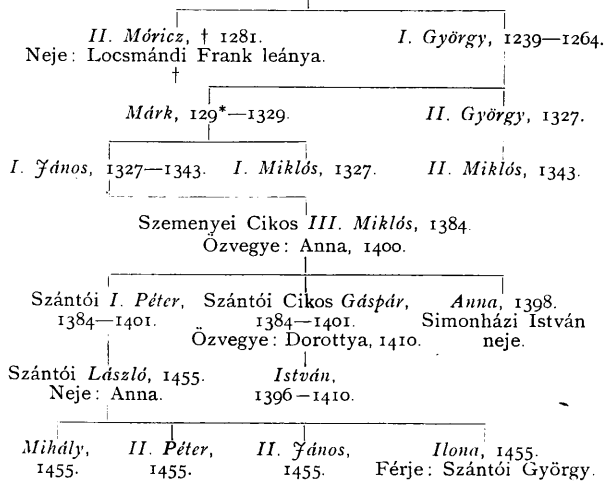 II. Móricz, † 1281. I. György, 1239—1264.
Neje: Locsmándi Frank leánya.
†
Márk, 129*—1329. II. György, 1327.
I. János, 1327—1343. I. Miklós, 1327. II. Miklós, 1343.
Szemenyei Cikos III. Miklós, 1384.
Özvegye: Anna, 1400.
Szántói I. Péter, Szántói Cikos Gáspár, Anna, 1398.
1384—1401. 1384—1401. Simonházi István
Özvegye: Dorottya, 1410. neje.
Szántói László, 1455. István,
Neje: Anna. 1396—1410.
Mihály, II. Péter, II. János, Ilona, 1455.
1455. 1455. 1455. Férje: Szántói György.